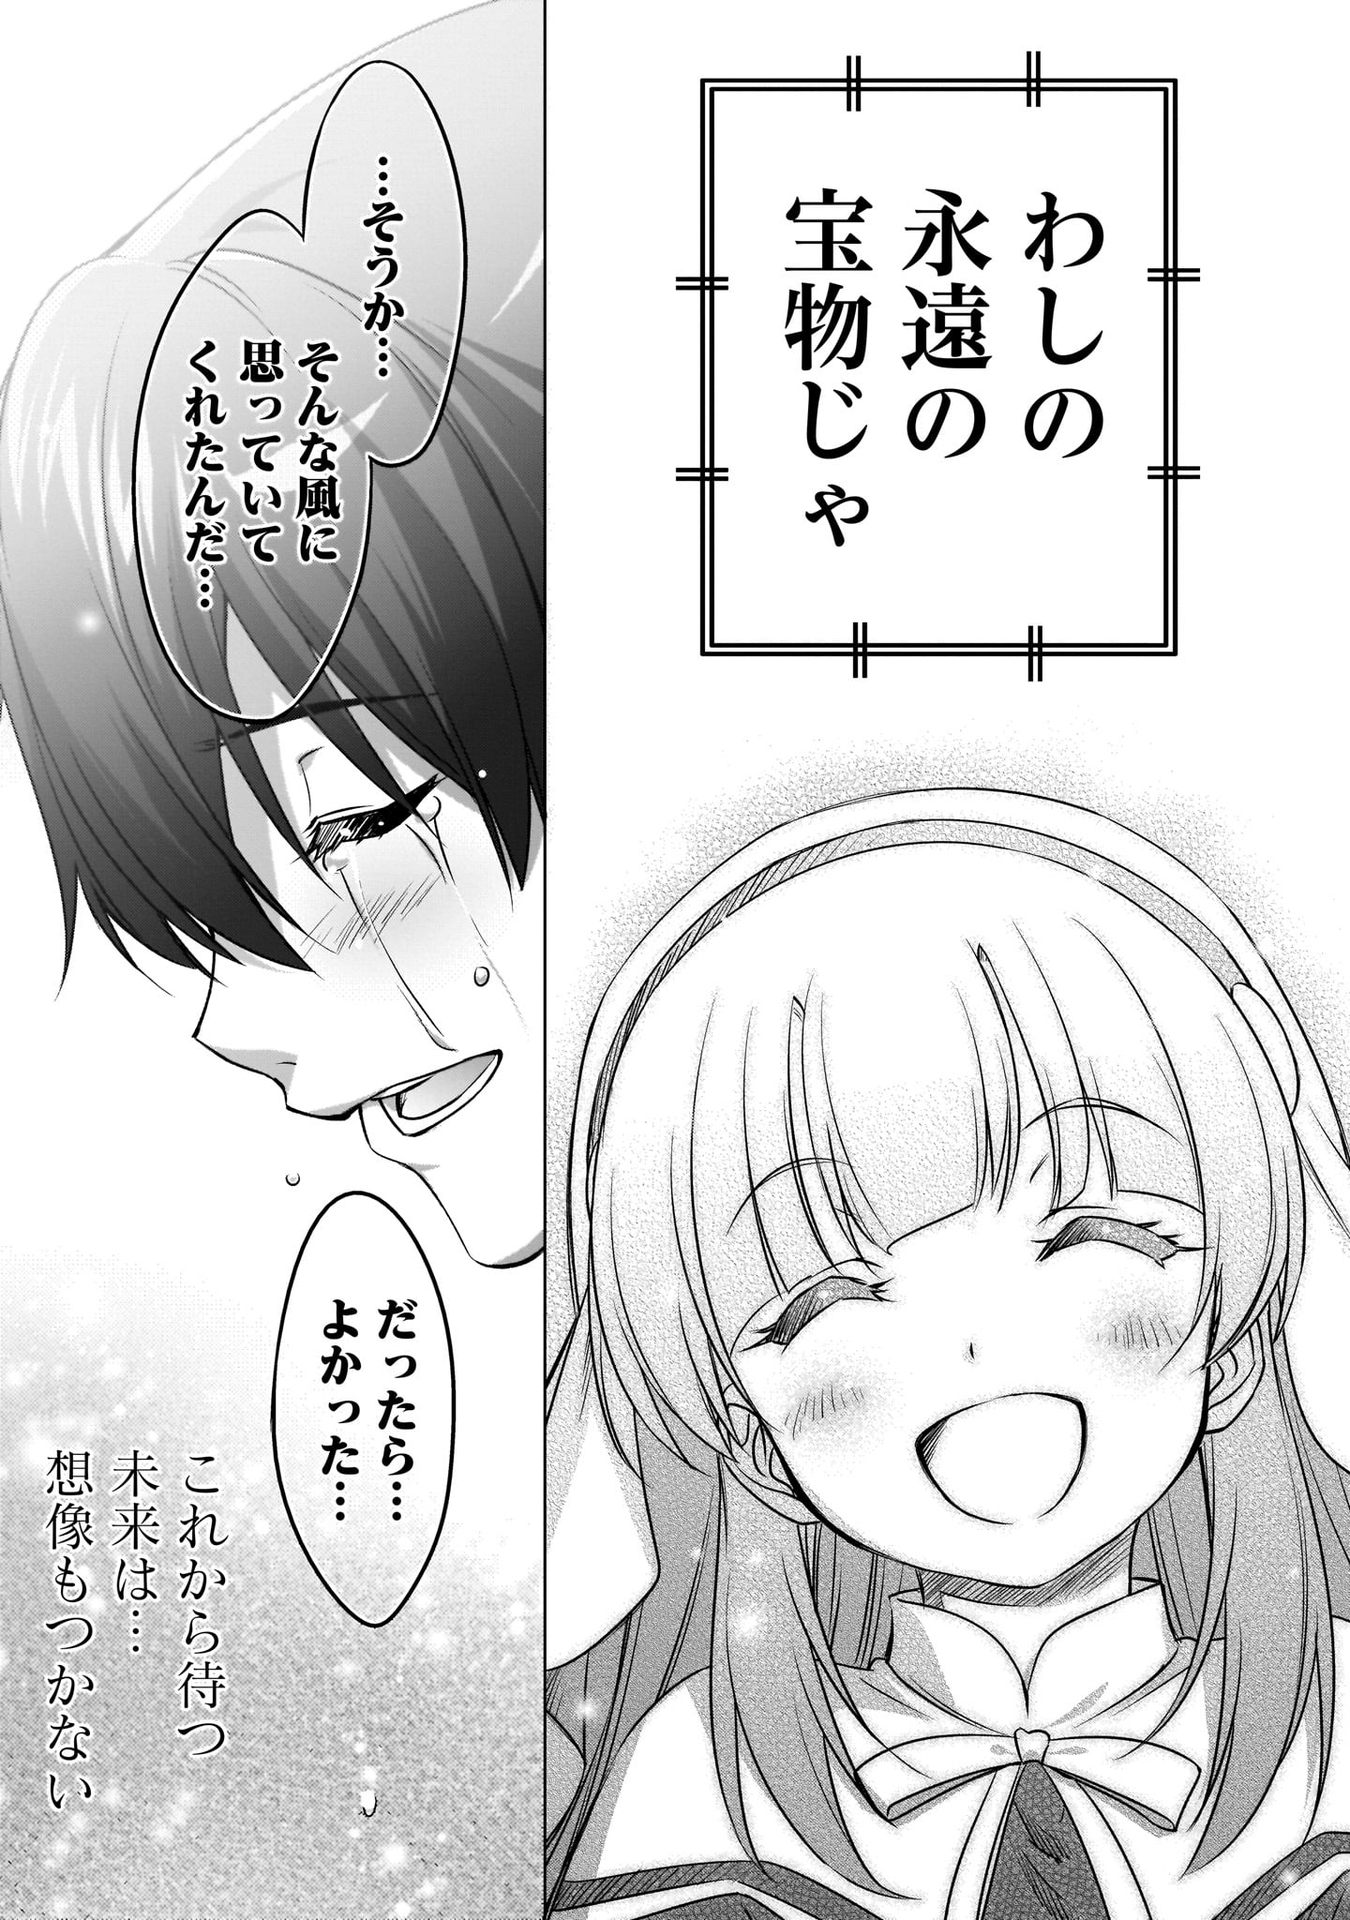 わしの
永遠の
宝物じゃ
…そうか…
そんな風に
思っていて
くれたんだ…
だったら…
よかった…
これから待つ
未来は…
想像もつかない